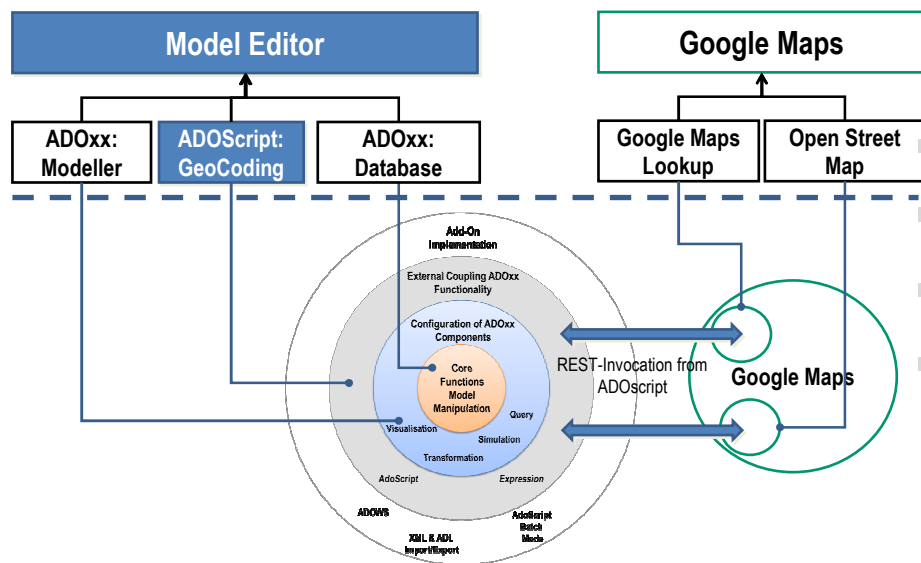 Model Editor
Google Maps
ADOxx:
Modeller
ADOScript:
GeoCoding
ADOxx:
Database
Google Maps
Lookup
Open Street
Map
Add-On
Implementation
External Coupling ADOxx
Functionality
Configuration of ADOxx
Components
Core
Functions
Model
Manipulation
Query
Visualisation
Simulation
Transformation
AdoScript
Expression
ADOWS
XML & ADL
Import/Export
AdoScript
Batch
Mode
REST-Invocation from
ADOscript
Google Maps